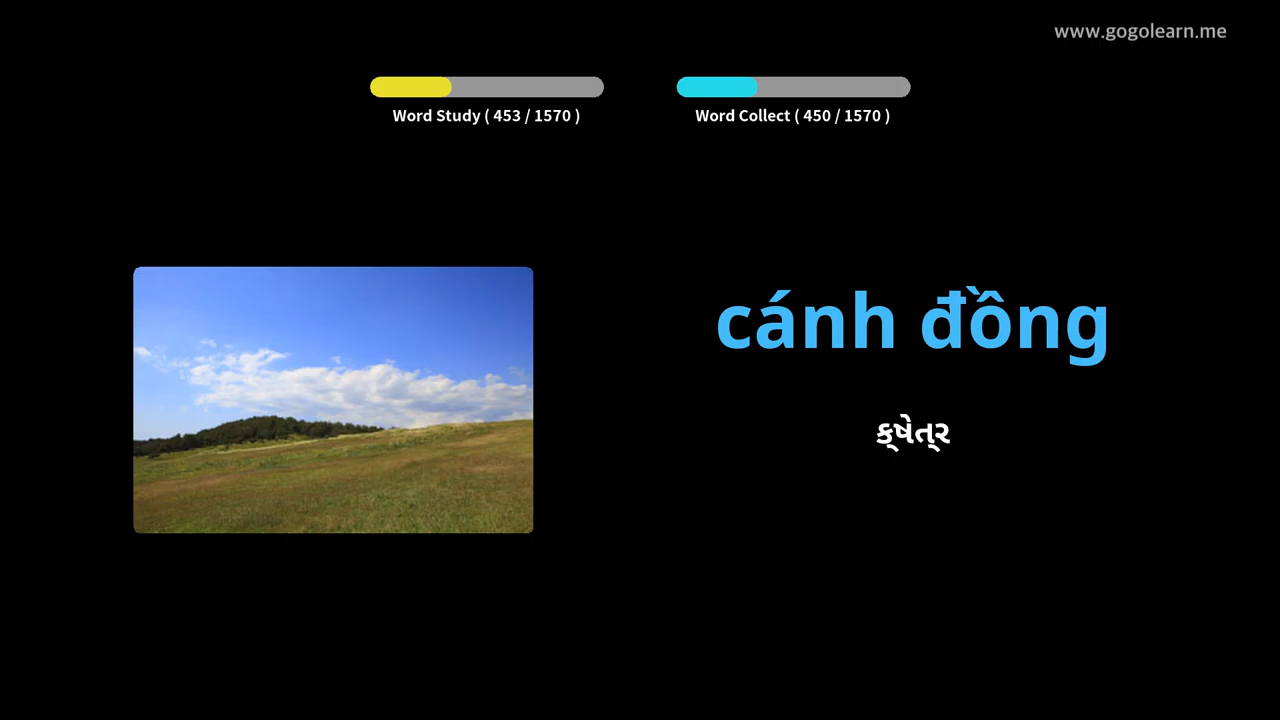 www.gogolearn.me
Word Study ( 453 / 1570 )
Word Collect ( 450 / 1570 )
cánh đồng
ક્ષેત્ર